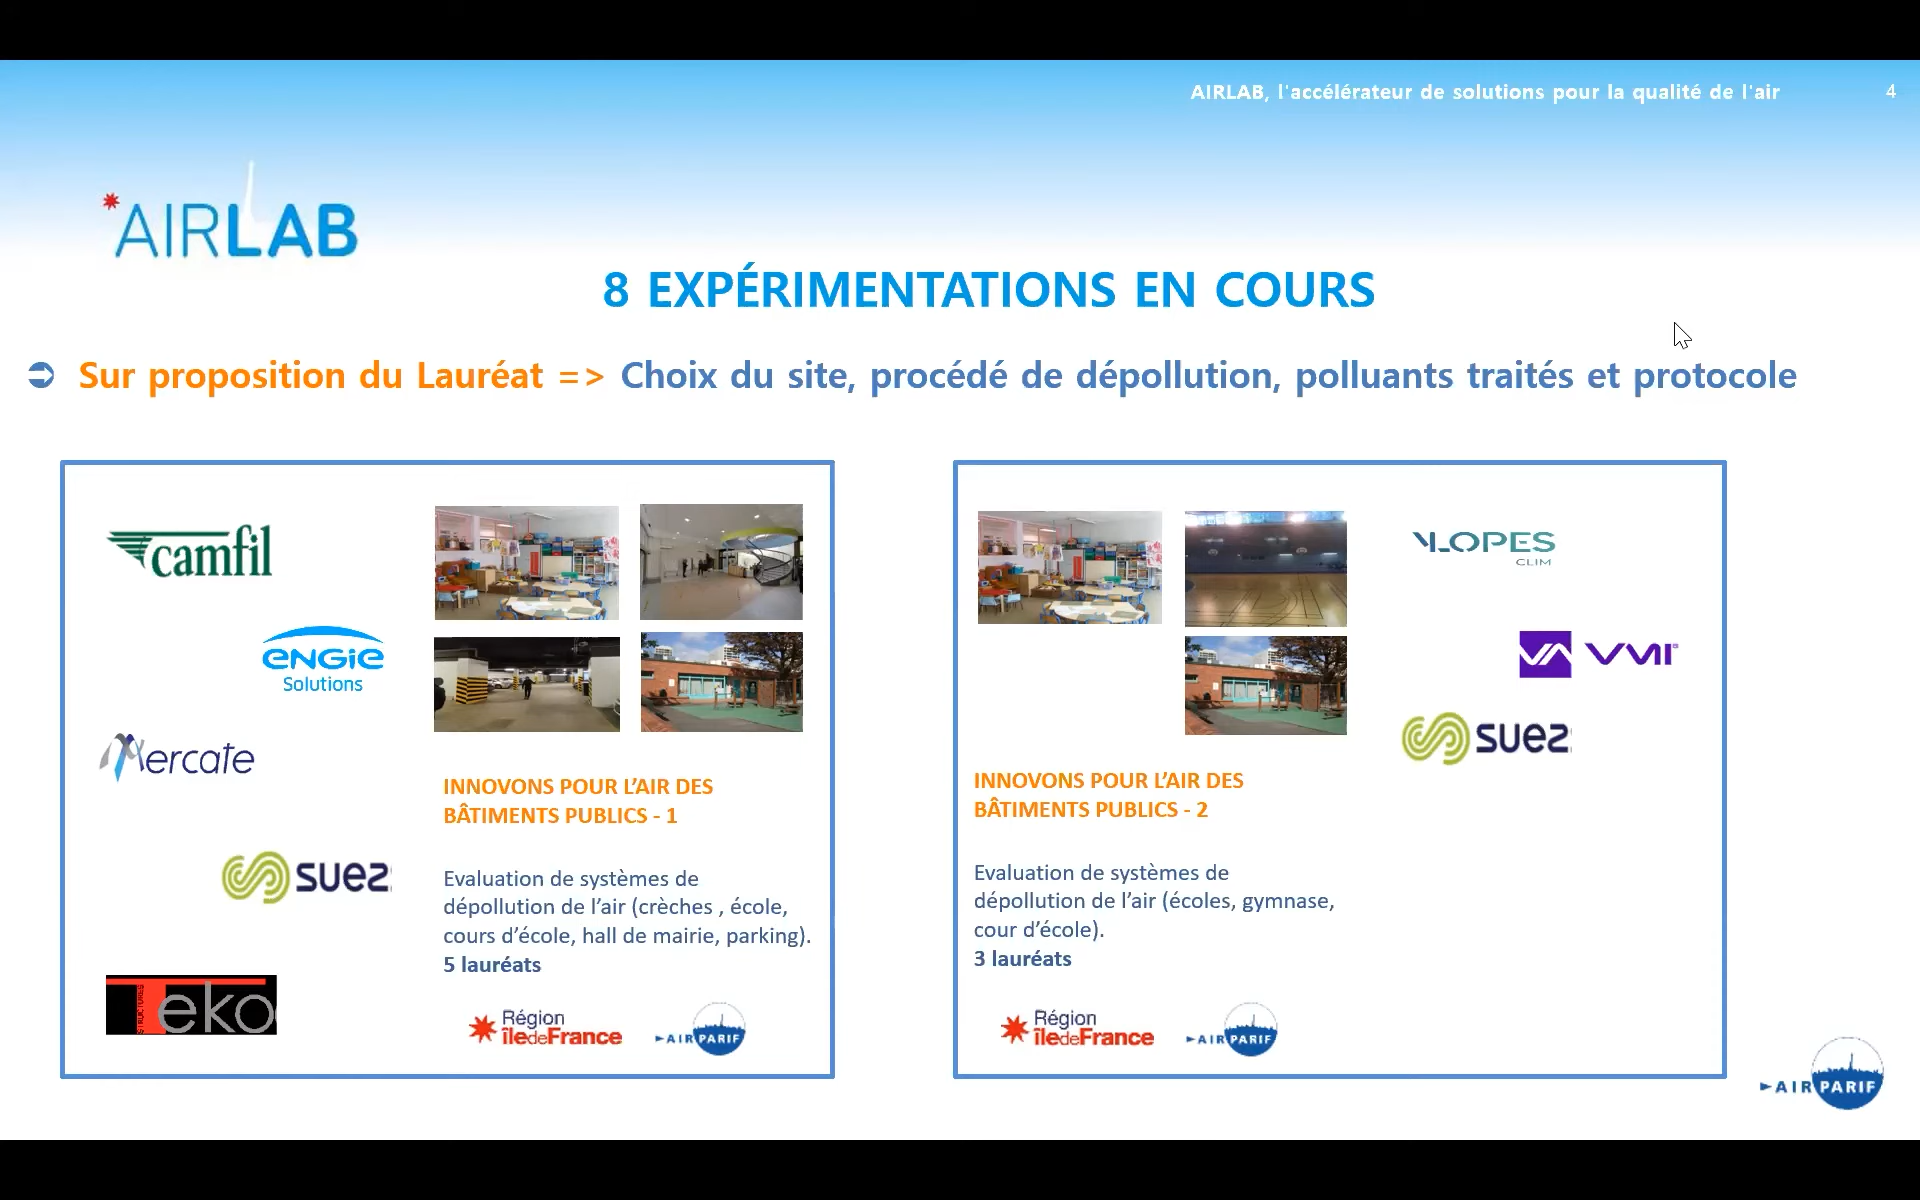 AIRLAB, l'accélérateur de solutions pour la qualité de l'air
4
AIRLAB
8 EXPÉRIMENTATIONS EN COURS
Sur proposition du Lauréat => Choix du site, procédé de dépollution, polluants traités et protocole
camfil
ENGIE
Solutions
Mercate
suez
STRUCTURES
Teko
INNOVONS POUR L'AIR DES
BÂTIMENTS PUBLICS - 1
Evaluation de systèmes de
dépollution de l'air (crèches , école,
cours d'école, hall de mairie, parking).
5 lauréats
Région
îledeFrance
AIRPARIF
YLOPES
CLIM
VMI®
suez
INNOVONS POUR L'AIR DES
BÂTIMENTS PUBLICS - 2
Evaluation de systèmes de
dépollution de l'air (écoles, gymnase,
cour d'école).
3 lauréats
Région
îledeFrance
AIRPARIF
AIRPARIF